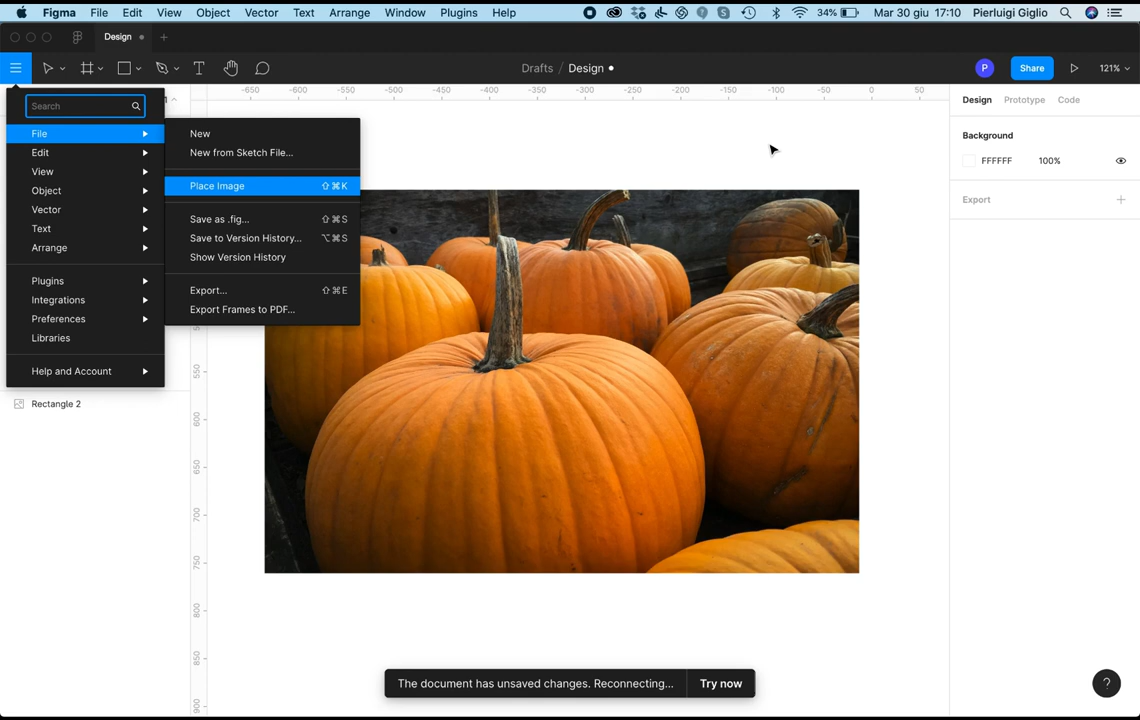 Figma File Edit View Object Vector Text Arrange Window Plugins Help 34% Mar 30 giu 17:10 Pierluigi Giglio
Design
Drafts / Design P Share 121%
Search
File
Edit
View
Object
Vector
Text
Arrange
Plugins
Integrations
Preferences
Libraries
Help and Account
New
New from Sketch File...
Place Image ⇧⌘K
Save as .fig... ⇧⌘S
Save to Version History... ⌥⌘S
Show Version History
Export... ⇧⌘E
Export Frames to PDF...
Rectangle 2
-650 -600 -550 -500 -450 -400 -350 -300 -250 -200 -150 -100 -50 0 50
550
600
650
700
750
800
850
900
Design Prototype Code
Background
FFFFFF 100%
Export
The document has unsaved changes. Reconnecting... Try now
?